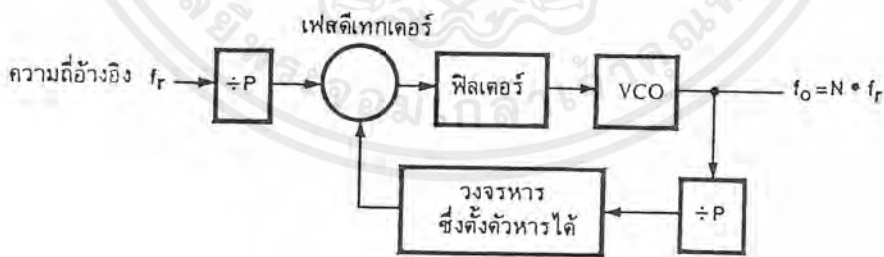 เฟสดีเทกเตอร์
ความถี่อ้างอิง fr
÷P
ฟิลเตอร์
VCO
fo = N • fr
วงจรหาร
ซึ่งตั้งตัวหารได้
÷P